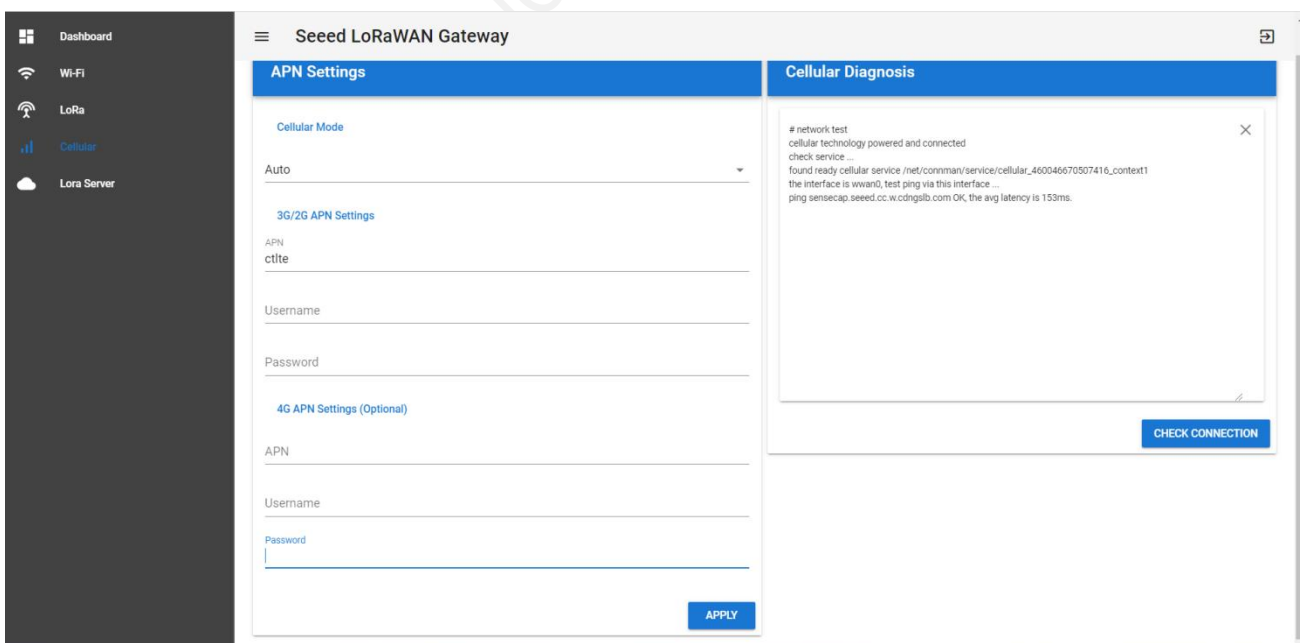 Dashboard
Wi-Fi
LoRa
Cellular
Lora Server
Seeed LoRaWAN Gateway
APN Settings
Cellular Mode
Auto
3G/2G APN Settings
APN
ctlte
Username
Password
4G APN Settings (Optional)
APN
Username
Password
APPLY
Cellular Diagnosis
# network test
cellular technology powered and connected
check service ...
found ready cellular service /net/connman/service/cellular_460046670507416_context1
the interface is wwan0, test ping via this interface ...
ping sensecap.seeed.cc.w.cdngslb.com OK, the avg latency is 153ms.
CHECK CONNECTION